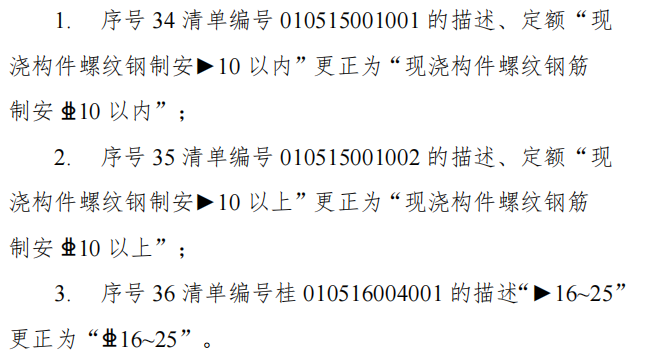 1. 序号 34 清单编号 010515001001 的描述、定额“现
浇构件螺纹钢制安►10 以内”更正为“现浇构件螺纹钢筋
制安 ⌽10 以内”；
2. 序号 35 清单编号 010515001002 的描述、定额“现
浇构件螺纹钢制安►10 以上”更正为“现浇构件螺纹钢筋
制安 ⌽10 以上”；
3. 序号 36 清单编号桂 010516004001 的描述“►16~25”
更正为“⌽16~25”。